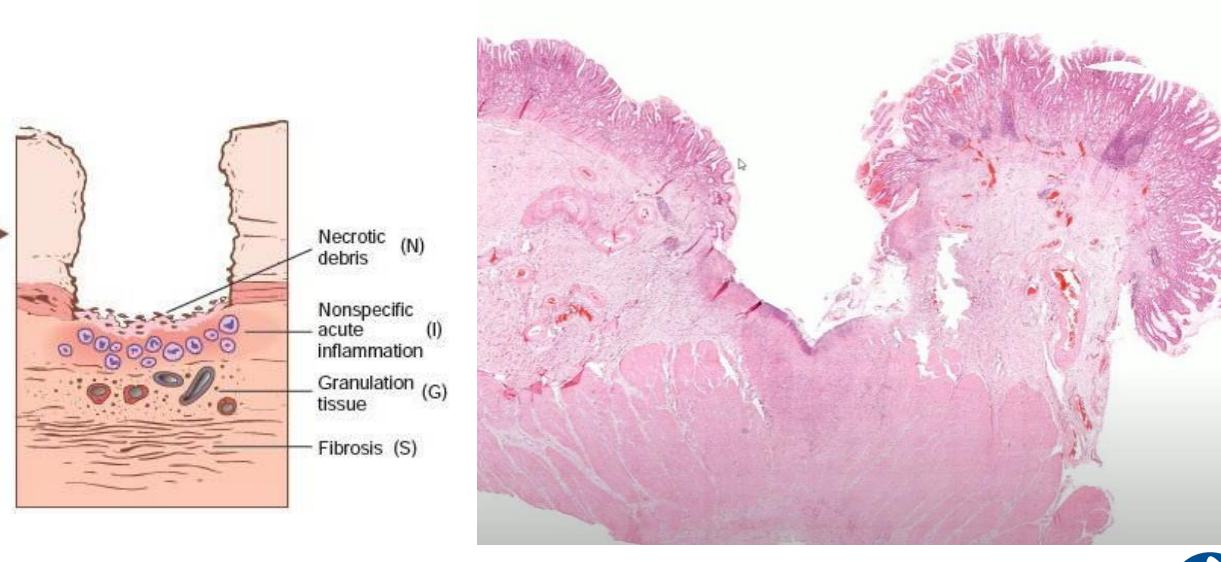 Necrotic (N)
debris
Nonspecific
acute (I)
inflammation
Granulation (G)
tissue
Fibrosis (S)